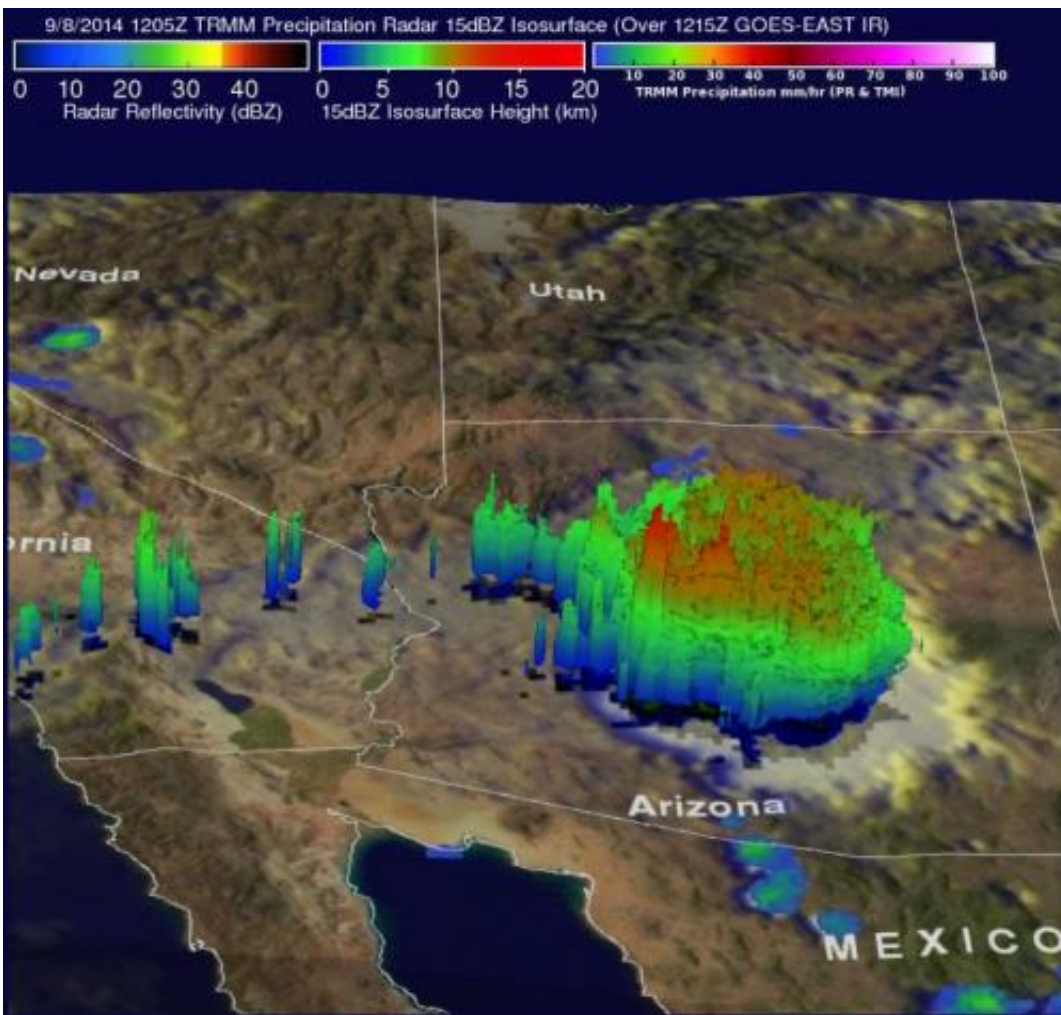 9/8/2014 1205Z TRMM Precipitation Radar 15dBZ Isosurface (Over 1215Z GOES-EAST IR)
0 10 20 30 40
Radar Reflectivity (dBZ)
0 5 10 15 20
15dBZ Isosurface Height (km)
10 20 30 40 50 60 70 80 90 100
TRMM Precipitation mm/hr (PR & TMI)
Nevada
Utah
ornia
Arizona
MEXICO